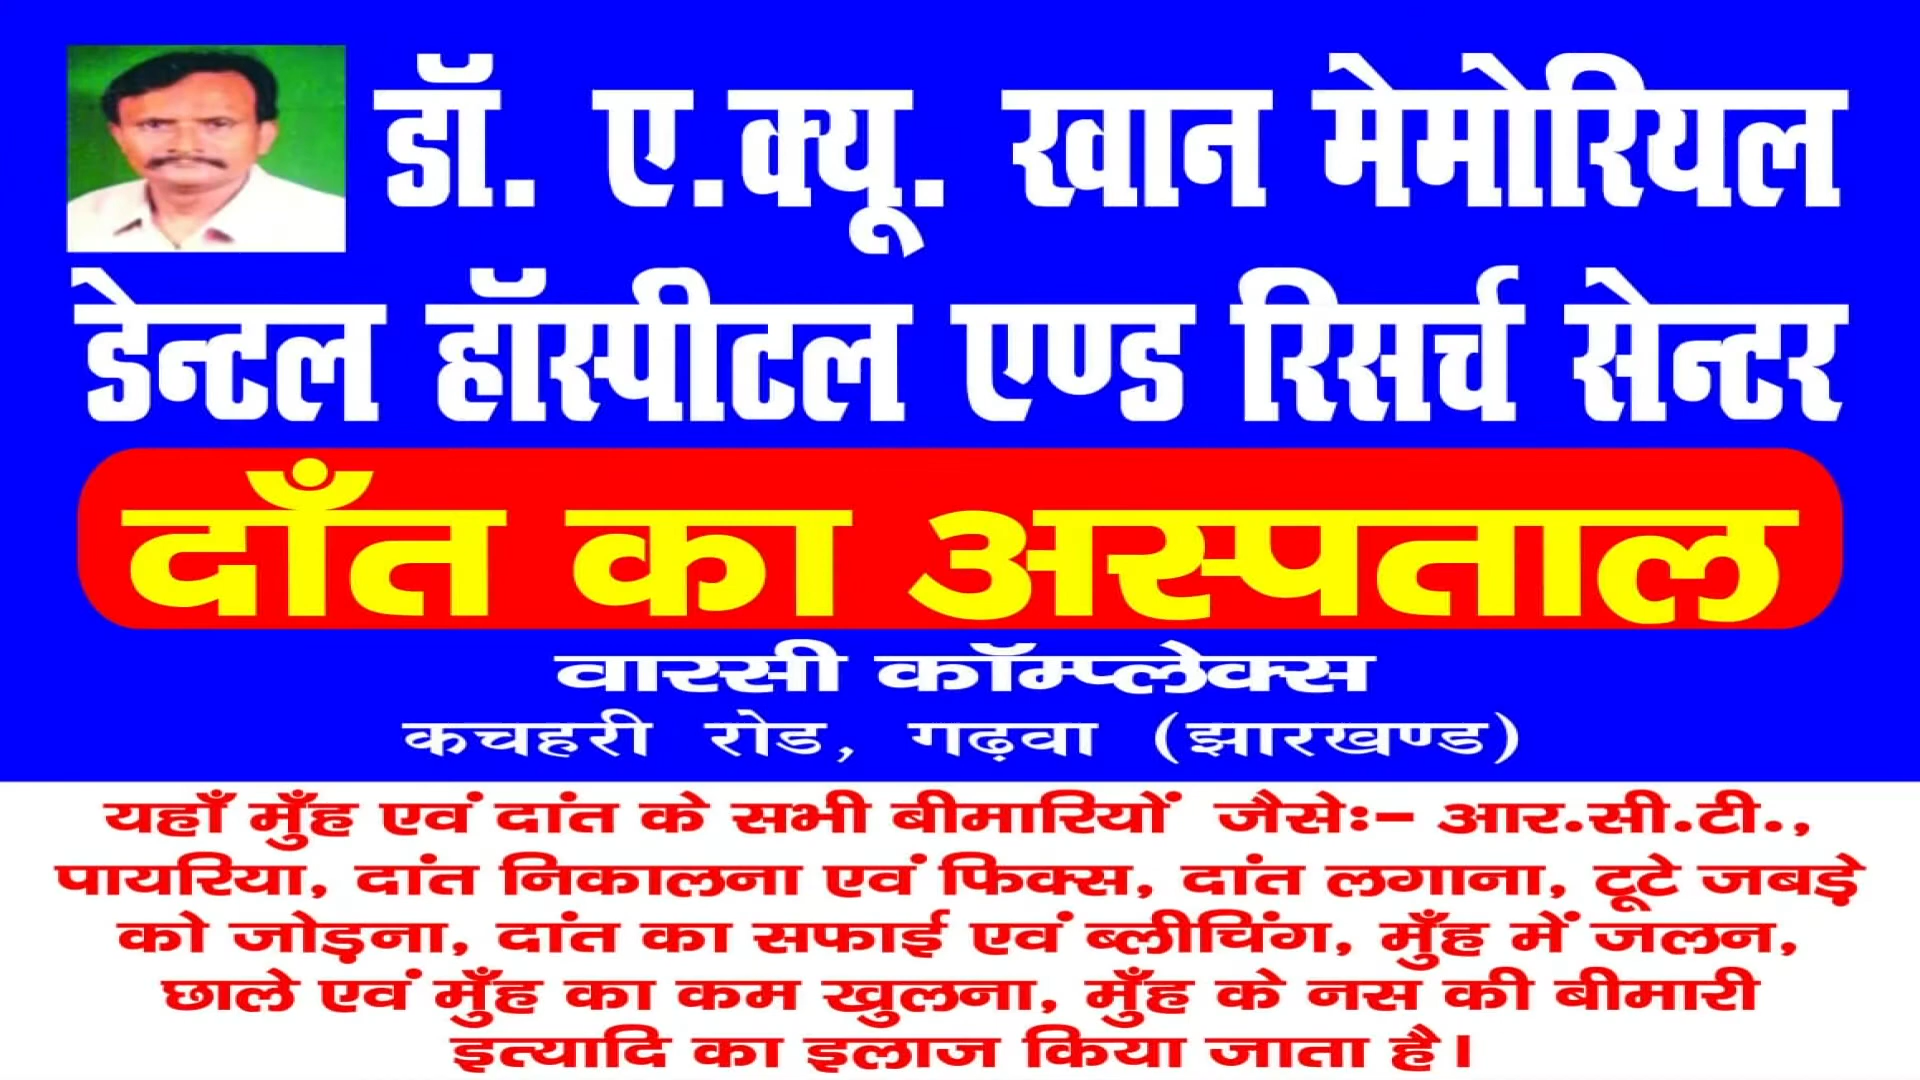 डॉ. ए.क्यू. खान मेमोरियल
डेन्टल हॉस्पीटल एण्ड रिसर्च सेन्टर
दाँत का अस्पताल
वारसी कॉम्प्लेक्स
कचहरी रोड, गढ़वा (झारखण्ड)
यहाँ मुँह एवं दांत के सभी बीमारियों जैसेः- आर.सी.टी.,
पायरिया, दांत निकालना एवं फिक्स, दांत लगाना, टूटे जबड़े
को जोड़ना, दांत का सफाई एवं ब्लीचिंग, मुँह में जलन,
छाले एवं मुँह का कम खुलना, मुँह के नस की बीमारी
इत्यादि का इलाज किया जाता है।